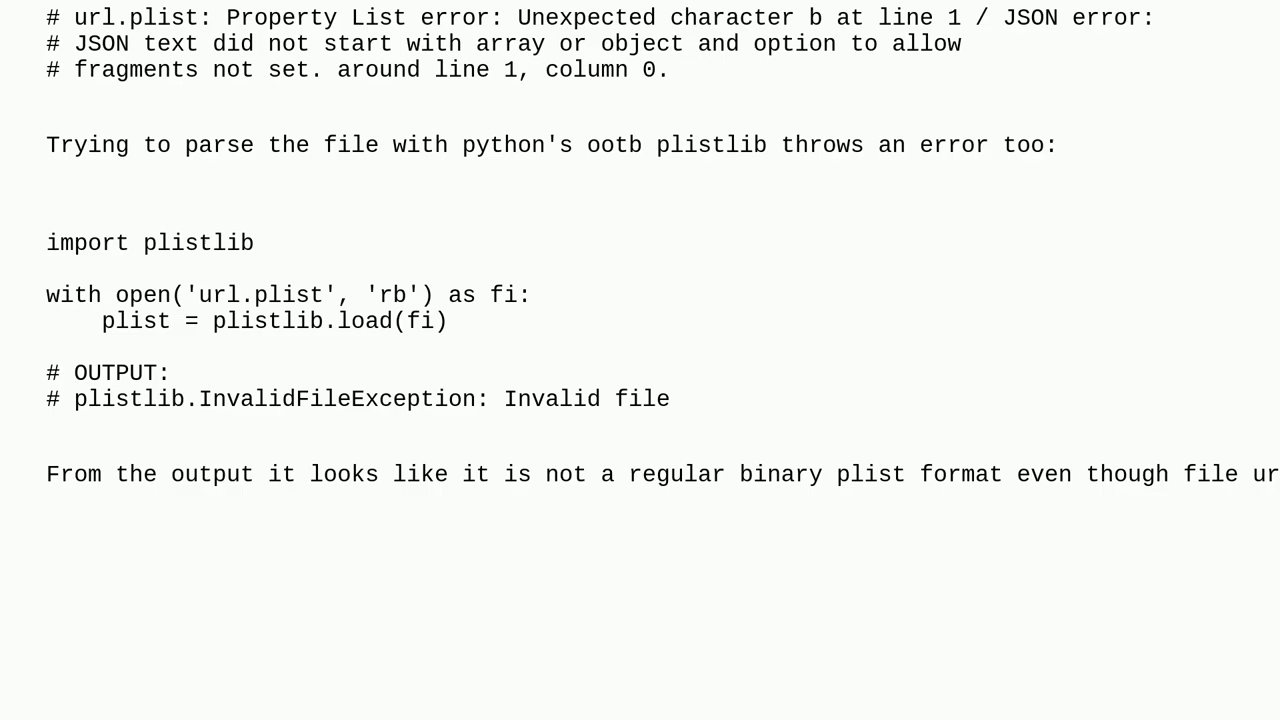 # url.plist: Property List error: Unexpected character b at line 1 / JSON error:
# JSON text did not start with array or object and option to allow
# fragments not set. around line 1, column 0.
Trying to parse the file with python's ootb plistlib throws an error too:
import plistlib
with open('url.plist', 'rb') as fi:
    plist = plistlib.load(fi)
# OUTPUT:
# plistlib.InvalidFileException: Invalid file
From the output it looks like it is not a regular binary plist format even though file ur